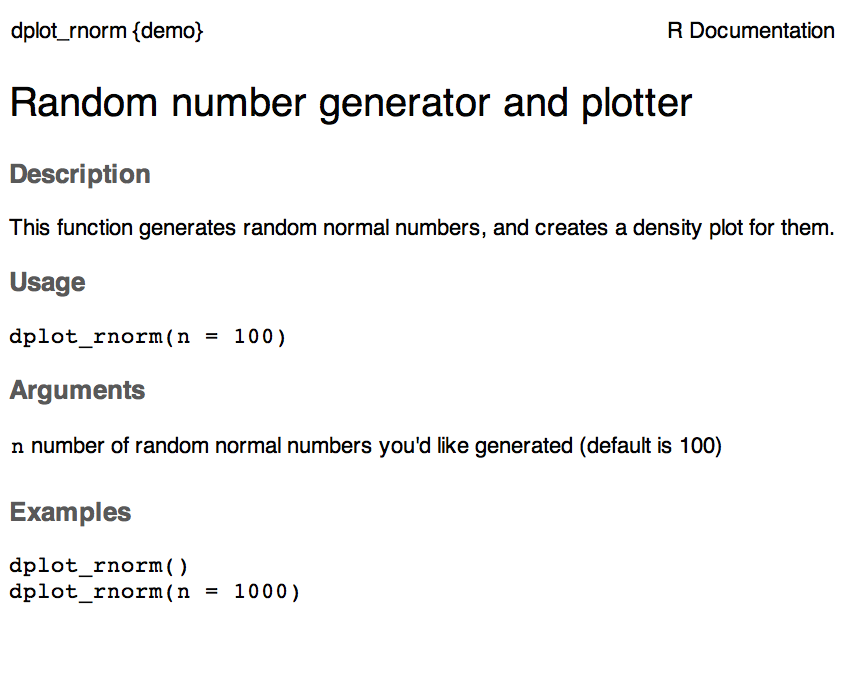 dplot_rnorm {demo} R Documentation
Random number generator and plotter
Description
This function generates random normal numbers, and creates a density plot for them.
Usage
dplot_rnorm(n = 100)
Arguments
n number of random normal numbers you'd like generated (default is 100)
Examples
dplot_rnorm()
dplot_rnorm(n = 1000)